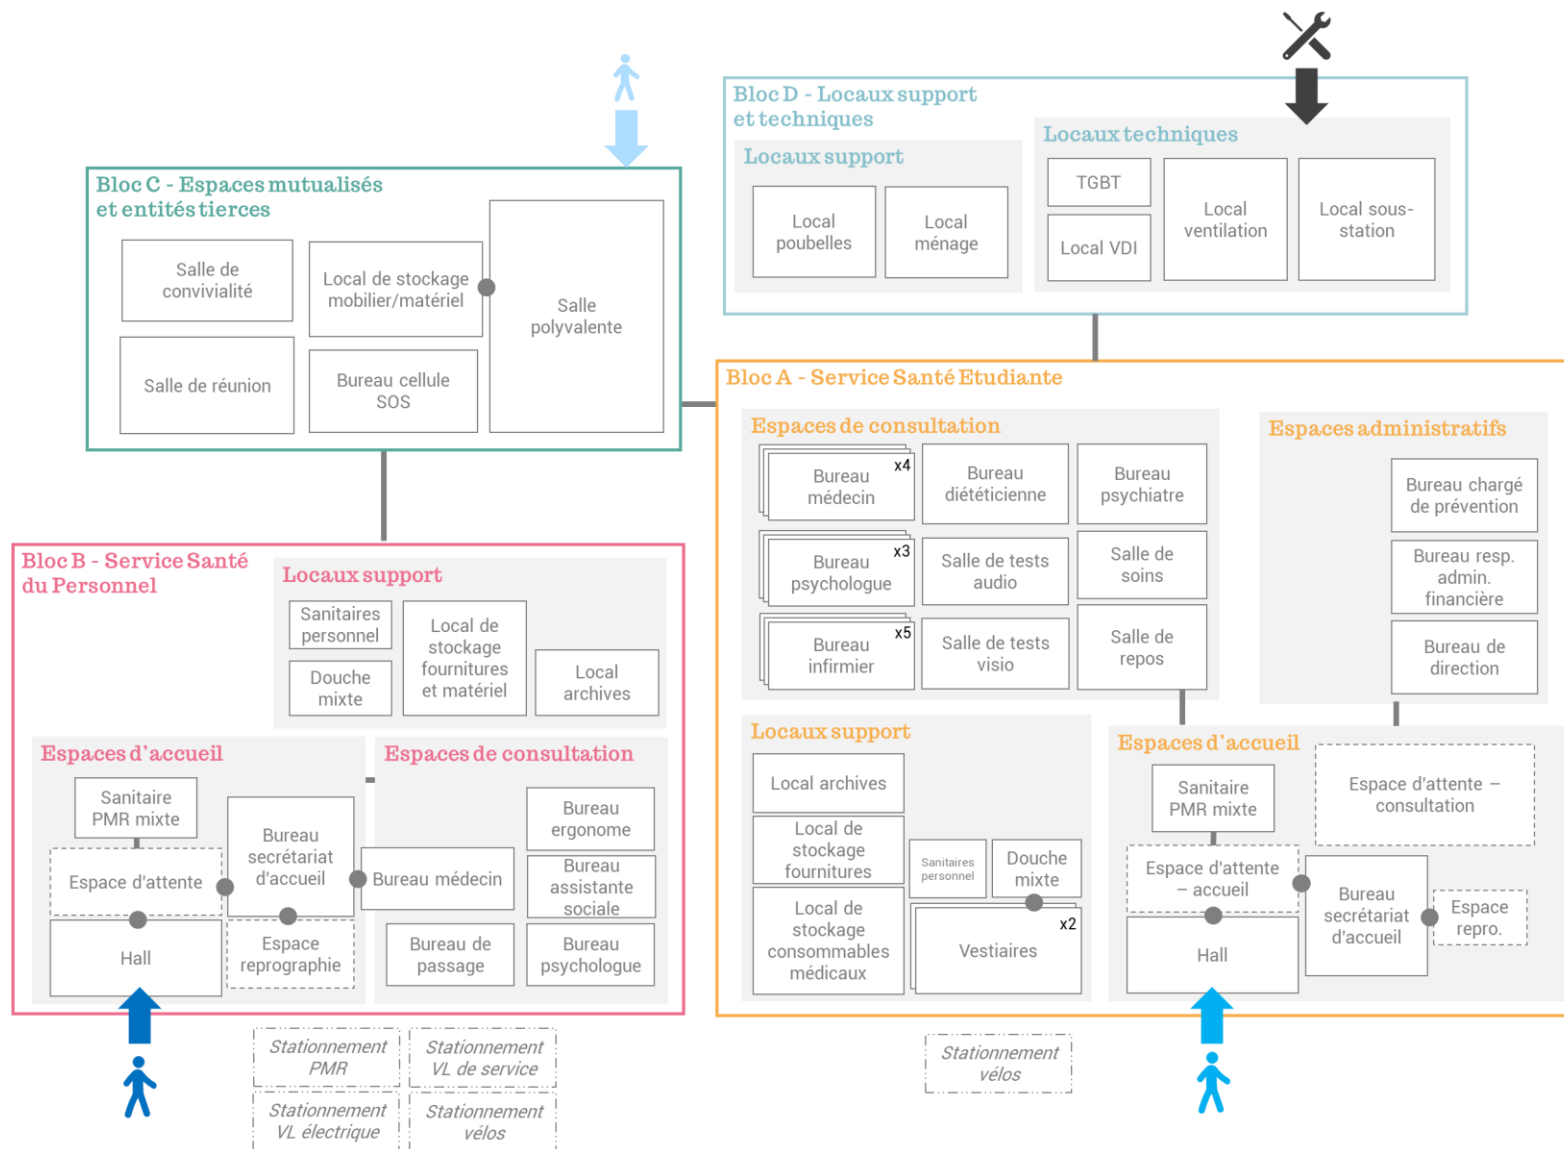 Bloc D - Locaux support
et techniques
Locaux support
Local
poubelles
Local
ménage
Locaux techniques
TGBT
Local VDI
Local
ventilation
Local sous-
station
Bloc C - Espaces mutualisés
et entités tierces
Salle de
convivialité
Local de stockage
mobilier/matériel
Salle
polyvalente
Salle de réunion
Bureau cellule
SOS
Bloc A - Service Santé Etudiante
Espaces de consultation
Bureau
médecin
x4
Bureau
diététicienne
Bureau
psychiatre
Bureau
psychologue
x3
Salle de tests
audio
Salle de
soins
Bureau
infirmier
x5
Salle de tests
visio
Salle de
repos
Espaces administratifs
Bureau chargé
de prévention
Bureau resp.
admin.
financière
Bureau de
direction
Locaux support
Local archives
Local de
stockage
fournitures
Local de
stockage
consommables
médicaux
Sanitaires
personnel
Douche
mixte
Vestiaires
x2
Espaces d'accueil
Sanitaire
PMR mixte
Espace d'attente –
consultation
Espace d'attente
– accueil
Bureau
secrétariat
d'accueil
Espace
repro.
Hall
Bloc B - Service Santé
du Personnel
Locaux support
Sanitaires
personnel
Douche
mixte
Local de
stockage
fournitures
et matériel
Local
archives
Espaces d'accueil
Sanitaire
PMR mixte
Espace d'attente
Bureau
secrétariat
d'accueil
Hall
Espace
reprographie
Espaces de consultation
Bureau
ergonome
Bureau médecin
Bureau
assistante
sociale
Bureau de
passage
Bureau
psychologue
Stationnement
PMR
Stationnement
VL de service
Stationnement
VL électrique
Stationnement
vélos
Stationnement
vélos